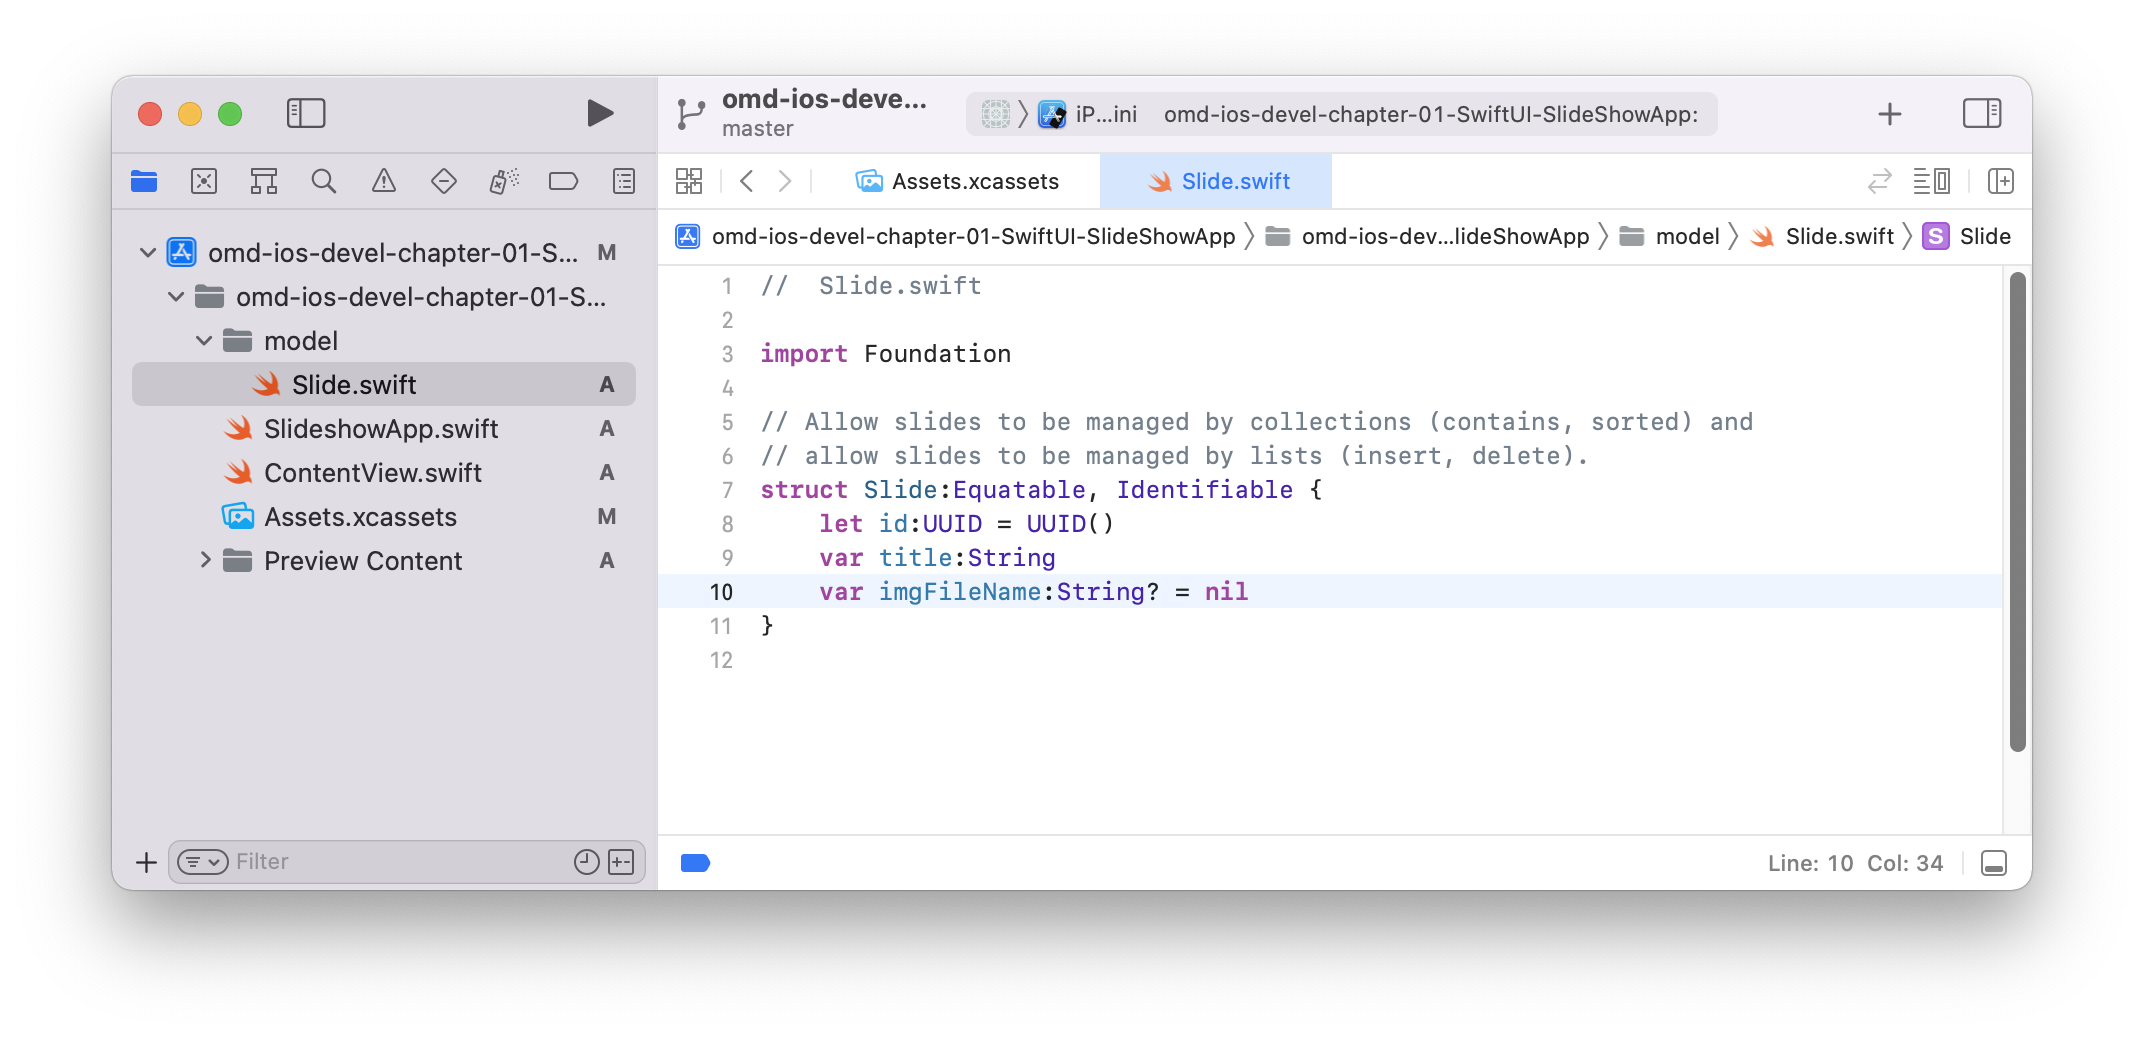 omd-ios-deve...
master
iP...ini omd-ios-devel-chapter-01-SwiftUI-SlideShowApp:
Assets.xcassets
Slide.swift
omd-ios-devel-chapter-01-SwiftUI-SlideShowApp omd-ios-dev...lideShowApp model Slide.swift S Slide
omd-ios-devel-chapter-01-S... M
omd-ios-devel-chapter-01-S...
model
Slide.swift A
SlideshowApp.swift A
ContentView.swift A
Assets.xcassets M
Preview Content A
Filter
1 //  Slide.swift
2
3 import Foundation
4
5 // Allow slides to be managed by collections (contains, sorted) and
6 // allow slides to be managed by lists (insert, delete).
7 struct Slide:Equatable, Identifiable {
8     let id:UUID = UUID()
9     var title:String
10     var imgFileName:String? = nil
11 }
12
Line: 10 Col: 34